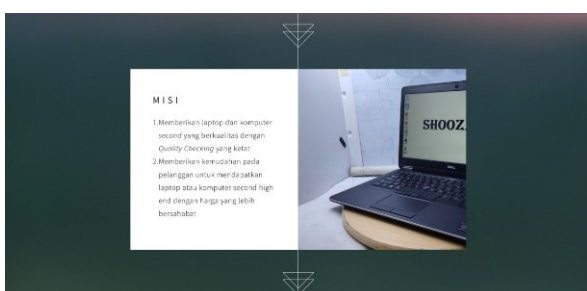 MISI
1.Memberikan laptop dan komputer
second yang berkualitas dengan
Quality Checking yang ketat
2.Memberikan kemudahan pada
pelanggan untuk mendapatkan
laptop atau komputer second high
end dengan harga yang lebih
bersahabat
SHOOZ